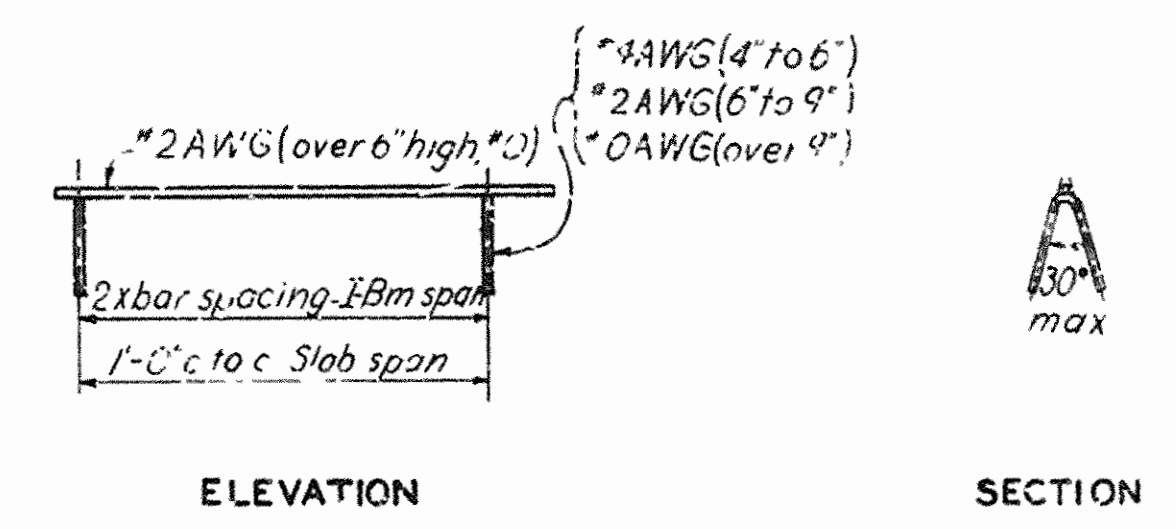 #4AWG(4" to 6")
#2AWG(6" to 9")
#0AWG(over 9")
#2AWG(over 6" high, #0)
2xbar spacing-I-Bm span
1'-0" c to c Slab span
30°
max
ELEVATION
SECTION